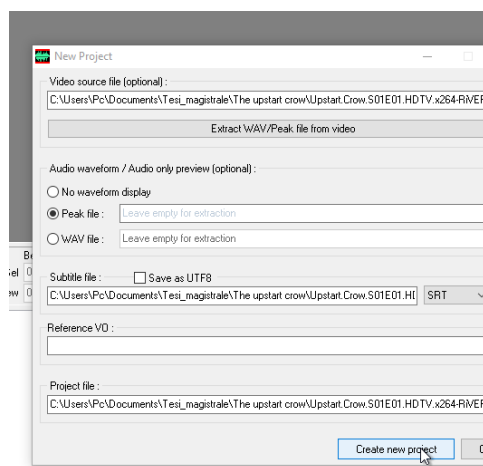 New Project
Video source file (optional) :
C:\Users\Pc\Documents\Tesi_magistrale\The upstart crow\Upstart.Crow.S01E01.HDTV.x264-RiVER
Extract WAV/Peak file from video
Audio waveform / Audio only preview (optional) :
No waveform display
Peak file : Leave empty for extraction
WAV file : Leave empty for extraction
Subtitle file : Save as UTF8
C:\Users\Pc\Documents\Tesi_magistrale\The upstart crow\Upstart.Crow.S01E01.H SRT
Reference VO :
Project file :
C:\Users\Pc\Documents\Tesi_magistrale\The upstart crow\Upstart.Crow.S01E01.HDTV.x264-RiVER
Create new project